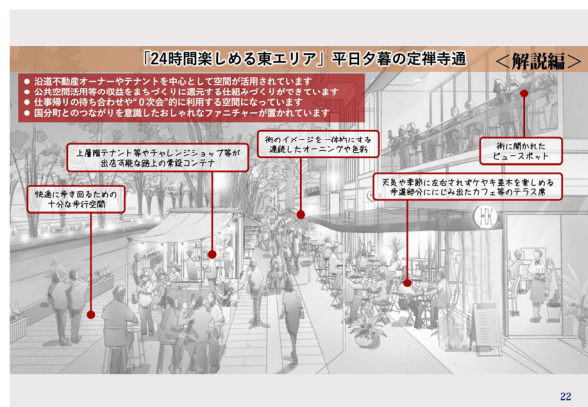 「24時間楽しめる東エリア」平日夕暮の定禅寺通
＜解説編＞
● 沿道不動産オーナーやテナントを中心として空間が活用されています
● 公共空間活用等の収益をまちづくりに還元する仕組みづくりができています
● 仕事帰りの待ち合わせや“０次会”的に利用する空間になっています
● 国分町とのつながりを意識したおしゃれなファニチャーが置かれています
街のイメージを一体的にする
連続したオーニングや色彩
街に開かれた
ビュースポット
上層階テナント等やチャレンジショップ等が
出店可能な路上の常設コンテナ
天気や季節に左右されずケヤキ並木を楽しめる
歩道部分ににじみ出たカフェ等のテラス席
快適に歩き回るための
十分な歩行空間
22